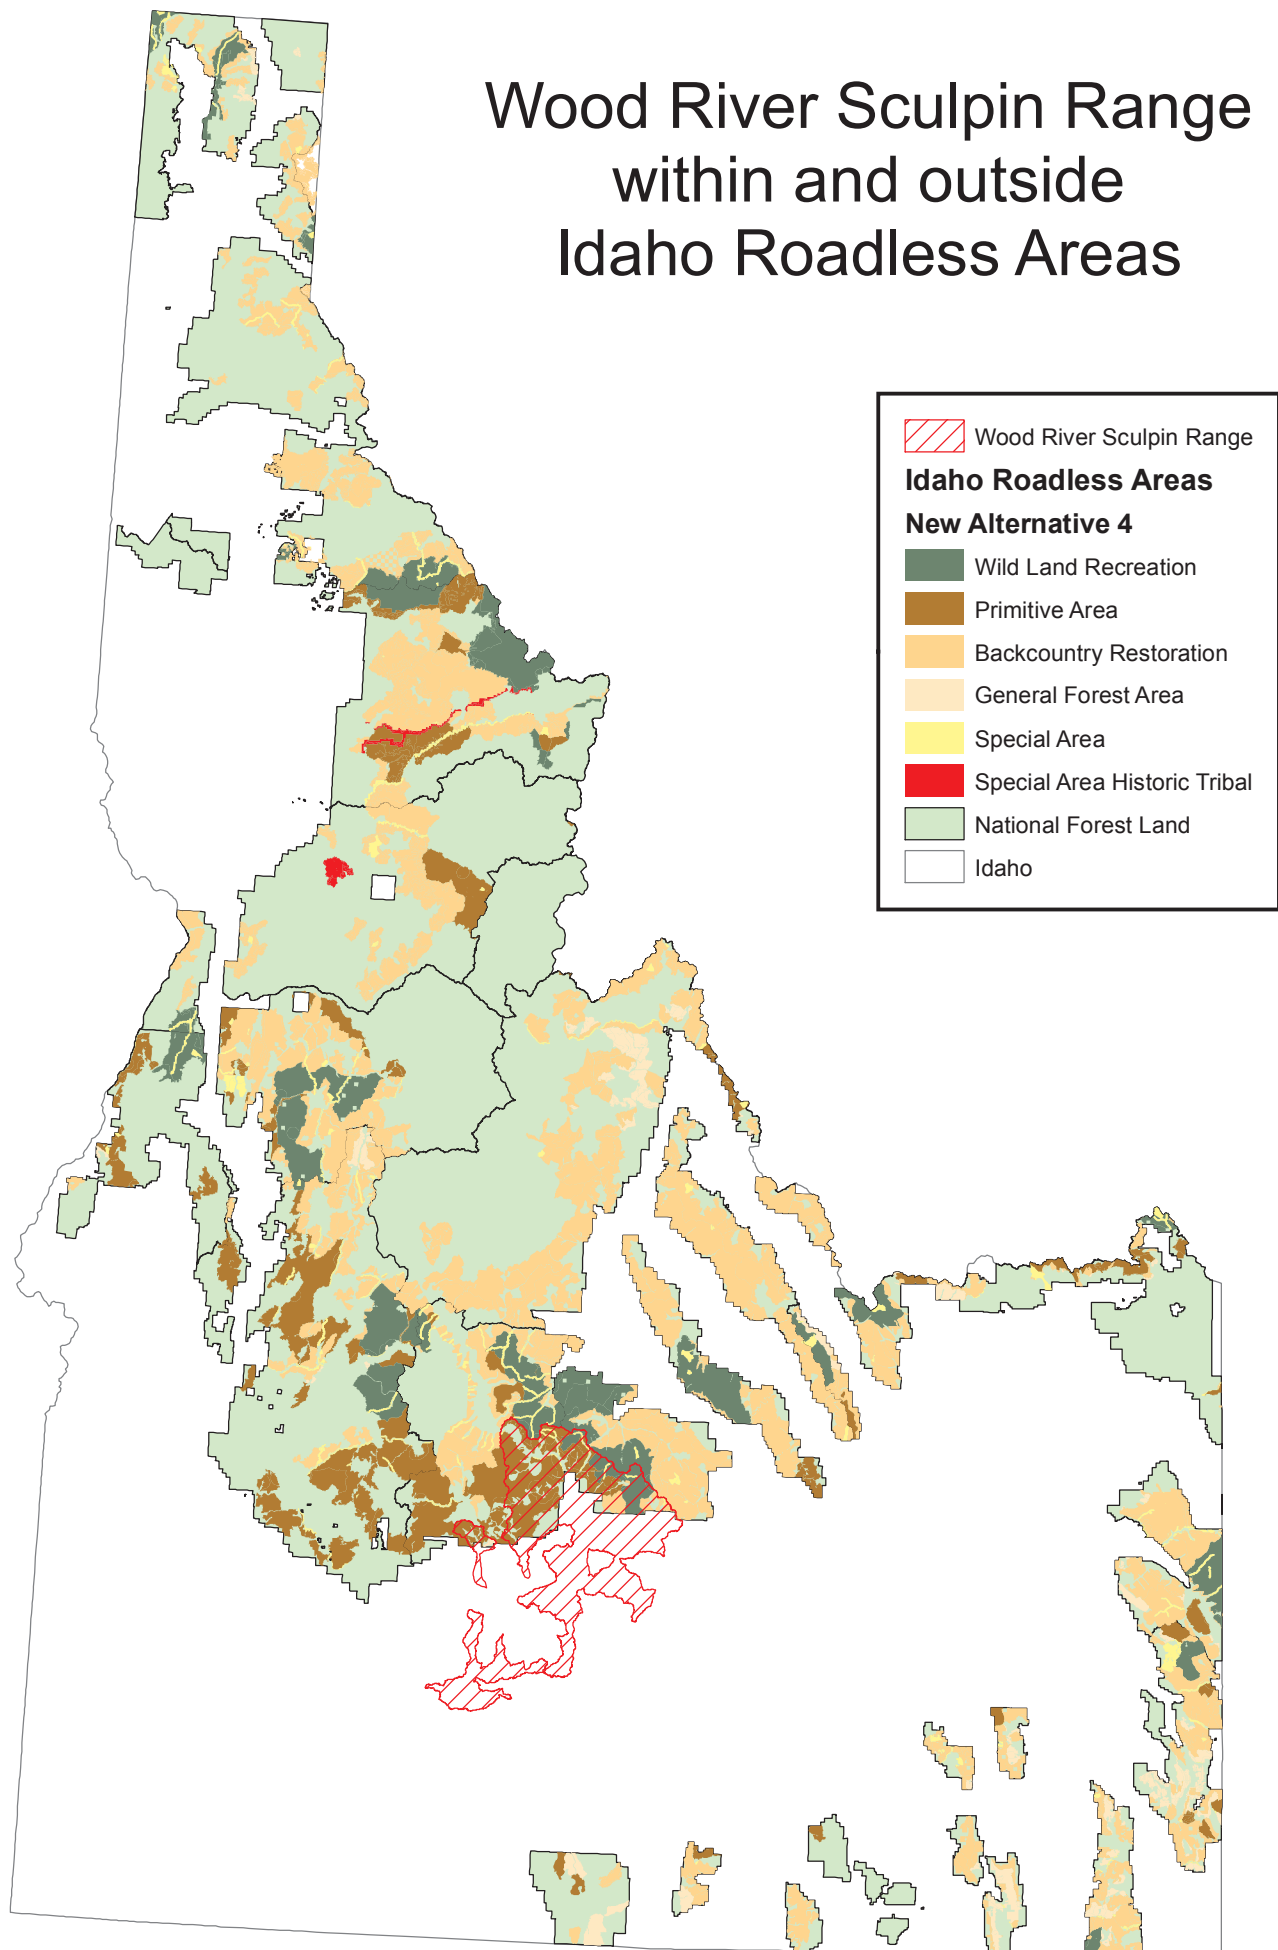 Wood River Sculpin Range
within and outside
Idaho Roadless Areas
Wood River Sculpin Range
Idaho Roadless Areas
New Alternative 4
Wild Land Recreation
Primitive Area
Backcountry Restoration
General Forest Area
Special Area
Special Area Historic Tribal
National Forest Land
Idaho